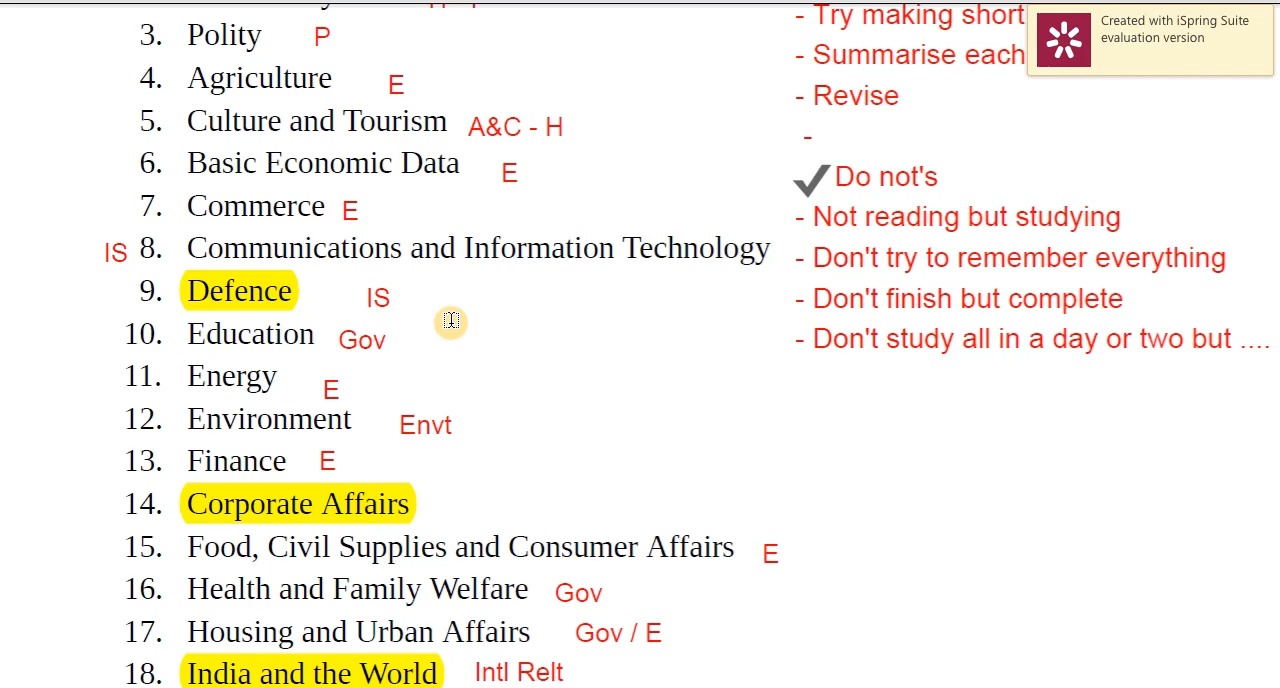 3. Polity P
4. Agriculture E
5. Culture and Tourism A&C - H
6. Basic Economic Data E
7. Commerce E
IS 8. Communications and Information Technology
9. Defence IS
10. Education Gov
11. Energy E
12. Environment Envt
13. Finance E
14. Corporate Affairs
15. Food, Civil Supplies and Consumer Affairs E
16. Health and Family Welfare Gov
17. Housing and Urban Affairs Gov / E
18. India and the World Intl Relt
- Try making short
- Summarise each
- Revise
-
Do not's
- Not reading but studying
- Don't try to remember everything
- Don't finish but complete
- Don't study all in a day or two but ....
Created with iSpring Suite
evaluation version